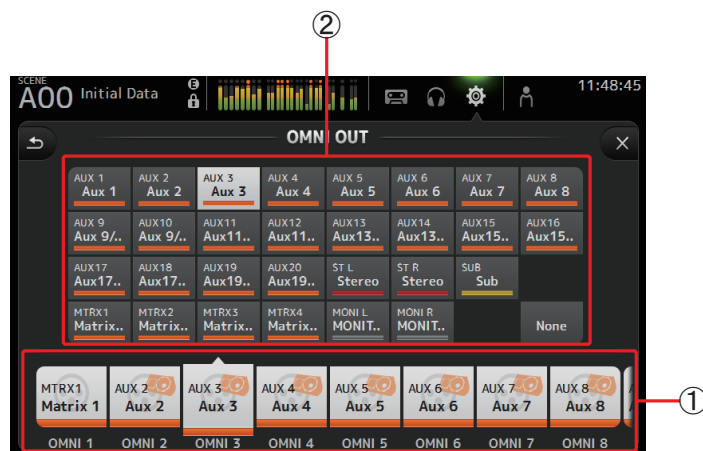 ②
SCENE
A00 Initial Data E 11:48:45
OMNI OUT
AUX 1 AUX 2 AUX 3 AUX 4 AUX 5 AUX 6 AUX 7 AUX 8
Aux 1 Aux 2 Aux 3 Aux 4 Aux 5 Aux 6 Aux 7 Aux 8
AUX 9 AUX10 AUX11 AUX12 AUX13 AUX14 AUX15 AUX16
Aux 9/.. Aux 9/.. Aux11.. Aux11.. Aux13.. Aux13.. Aux15.. Aux15..
AUX17 AUX18 AUX19 AUX20 ST L ST R SUB
Aux17.. Aux17.. Aux19.. Aux19.. Stereo Stereo Sub
MTRX1 MTRX2 MTRX3 MTRX4 MONI L MONI R
Matrix.. Matrix.. Matrix.. Matrix.. MONIT.. MONIT.. None
MTRX1 AUX 2 AUX 3 AUX 4 AUX 5 AUX 6 AUX 7 AUX 8
Matrix 1 Aux 2 Aux 3 Aux 4 Aux 5 Aux 6 Aux 7 Aux 8
①
OMNI 1 OMNI 2 OMNI 3 OMNI 4 OMNI 5 OMNI 6 OMNI 7 OMNI 8